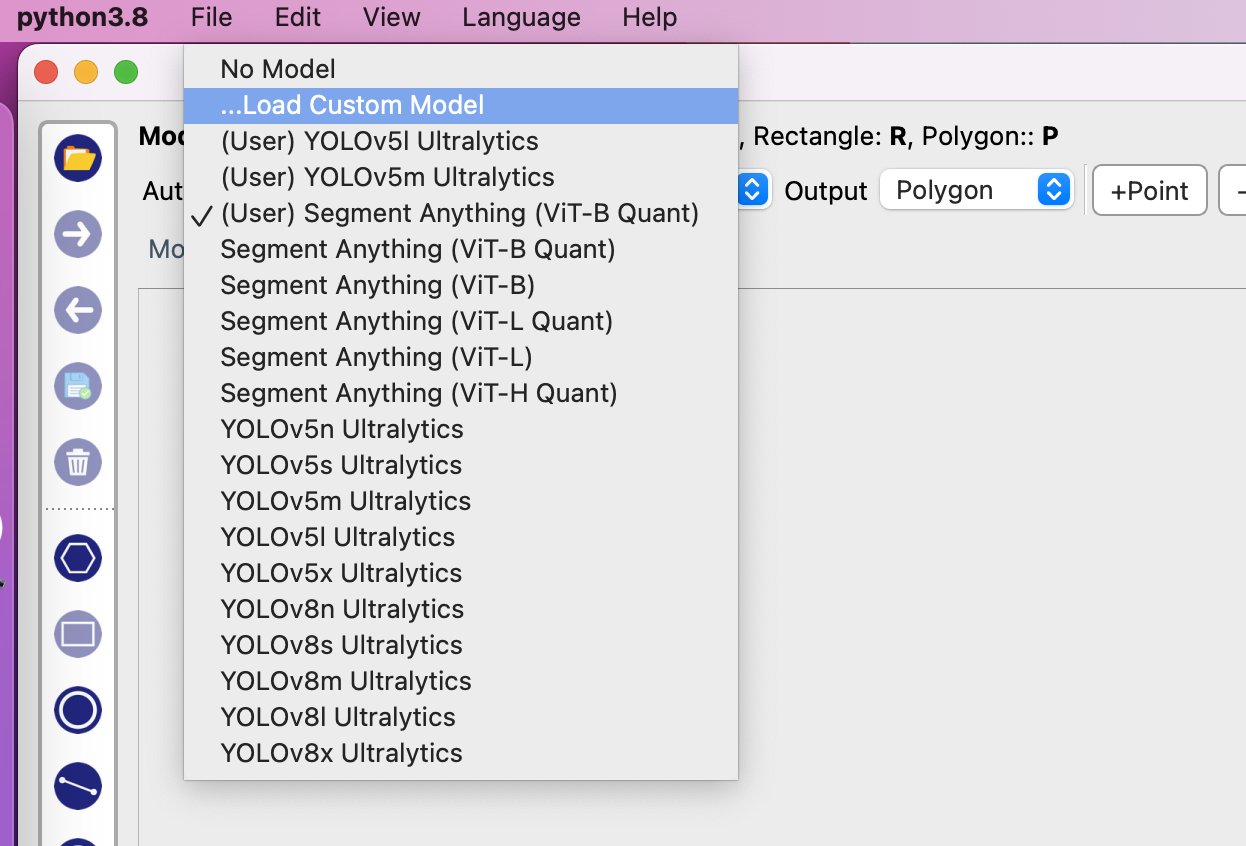 python3.8 File Edit View Language Help
No Model
...Load Custom Model
(User) YOLOv5l Ultralytics
(User) YOLOv5m Ultralytics
✓ (User) Segment Anything (ViT-B Quant)
Segment Anything (ViT-B Quant)
Segment Anything (ViT-B)
Segment Anything (ViT-L Quant)
Segment Anything (ViT-L)
Segment Anything (ViT-H Quant)
YOLOv5n Ultralytics
YOLOv5s Ultralytics
YOLOv5m Ultralytics
YOLOv5l Ultralytics
YOLOv5x Ultralytics
YOLOv8n Ultralytics
YOLOv8s Ultralytics
YOLOv8m Ultralytics
YOLOv8l Ultralytics
YOLOv8x Ultralytics
, Rectangle: R, Polygon:: P
Output Polygon +Point